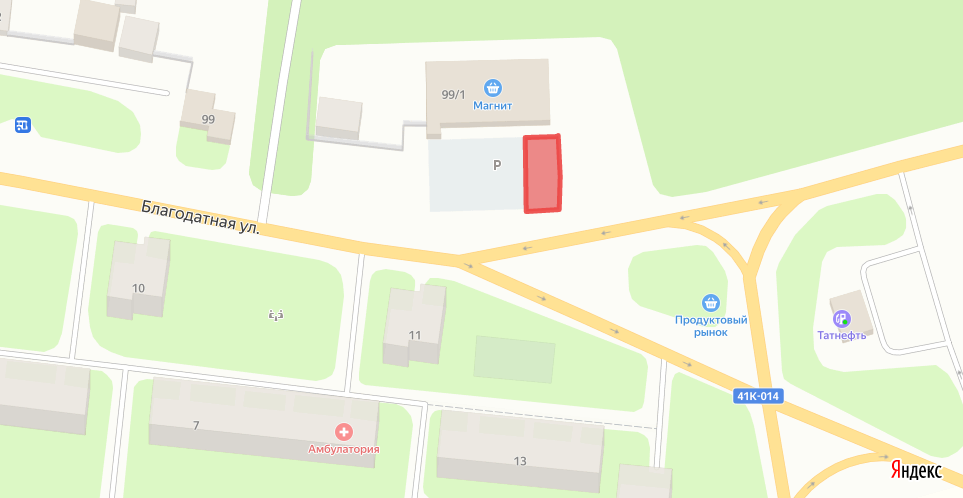 99/1
Магнит
99
P
Благодатная ул.
10
11
Продуктовый
рынок
Татнефть
41К-014
7
Амбулатория
13
Яндекс